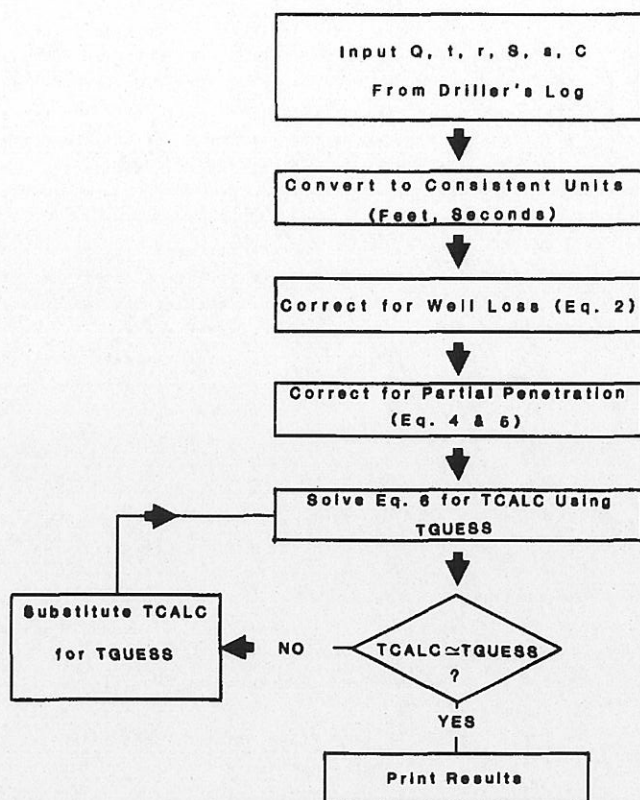 Input Q, t, r, S, s, C
From Driller's Log
Convert to Consistent Units
(Feet, Seconds)
Correct for Well Loss (Eq. 2)
Correct for Partial Penetration
(Eq. 4 & 5)
Solve Eq. 6 for TCALC Using
TGUESS
Substitute TCALC
for TGUESS
NO
TCALC≃TGUESS
?
YES
Print Results